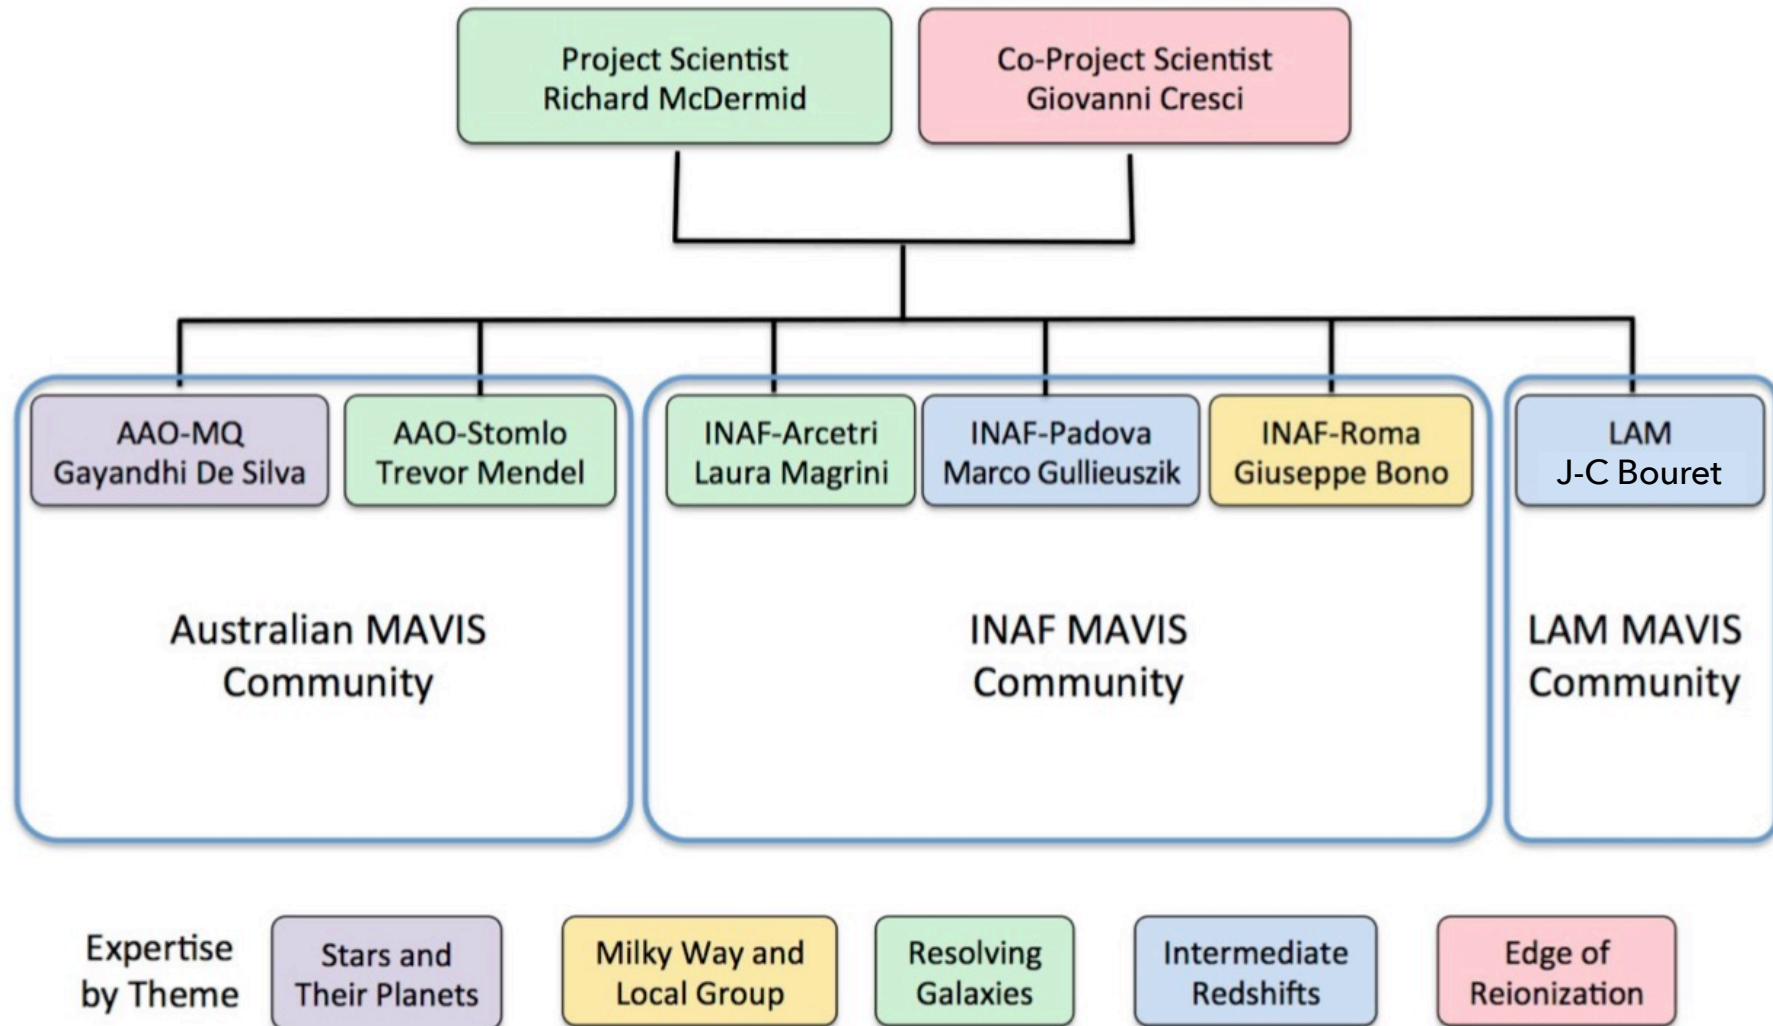 Project Scientist
Richard McDermid
Co-Project Scientist
Giovanni Cresci
AAO-MQ
Gayandhi De Silva
AAO-Stomlo
Trevor Mendel
INAF-Arcetri
Laura Magrini
INAF-Padova
Marco Gullieuszik
INAF-Roma
Giuseppe Bono
LAM
J-C Bouret
Australian MAVIS
Community
INAF MAVIS
Community
LAM MAVIS
Community
Expertise
by Theme
Stars and
Their Planets
Milky Way and
Local Group
Resolving
Galaxies
Intermediate
Redshifts
Edge of
Reionization